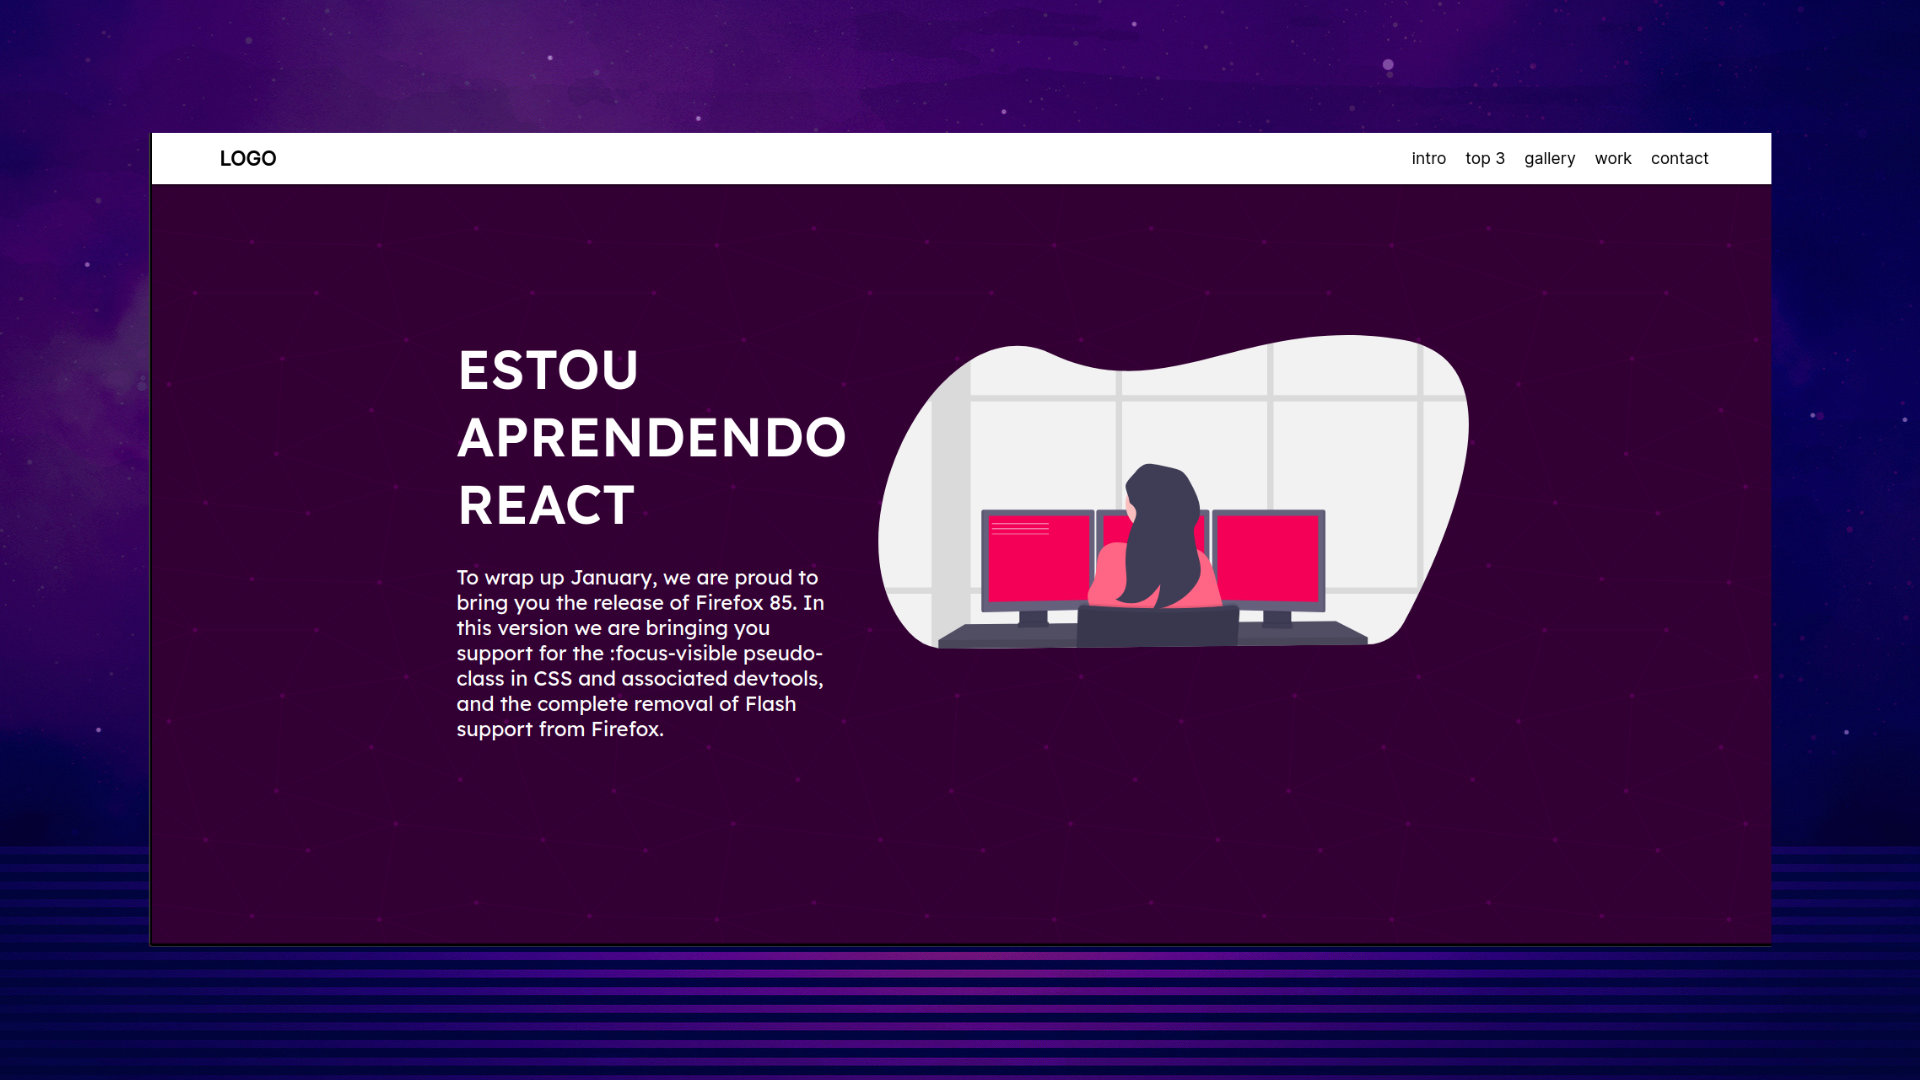 LOGO
intro top 3 gallery work contact
ESTOU
APRENDENDO
REACT
To wrap up January, we are proud to
bring you the release of Firefox 85. In
this version we are bringing you
support for the :focus-visible pseudo-
class in CSS and associated devtools,
and the complete removal of Flash
support from Firefox.